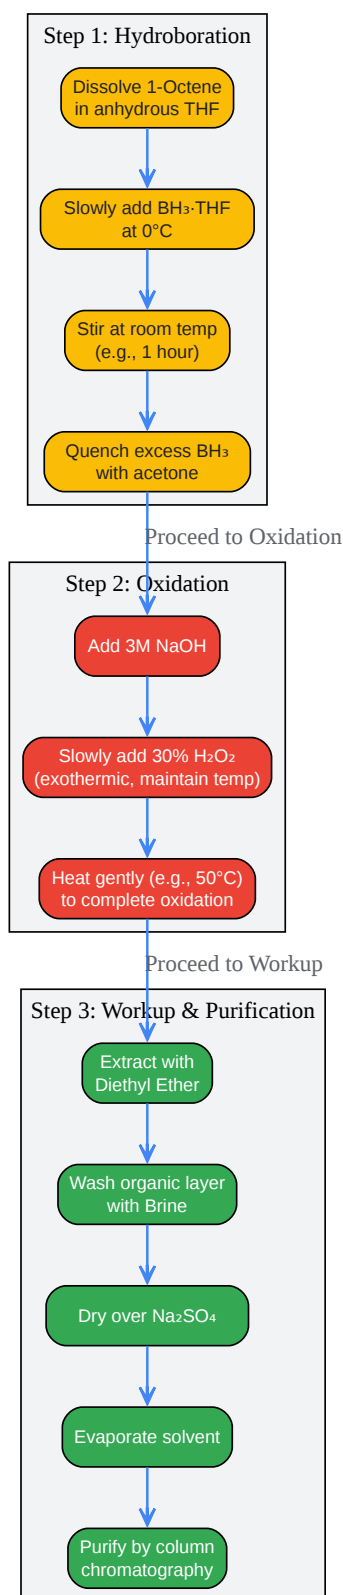 Step 1: Hydroboration
Dissolve 1-Octene
in anhydrous THF
Slowly add BH₃·THF
at 0°C
Stir at room temp
(e.g., 1 hour)
Quench excess BH₃
with acetone
Proceed to Oxidation
Step 2: Oxidation
Add 3M NaOH
Slowly add 30% H₂O₂
(exothermic, maintain temp)
Heat gently (e.g., 50°C)
to complete oxidation
Proceed to Workup
Step 3: Workup & Purification
Extract with
Diethyl Ether
Wash organic layer
with Brine
Dry over Na₂SO₄
Evaporate solvent
Purify by column
chromatography